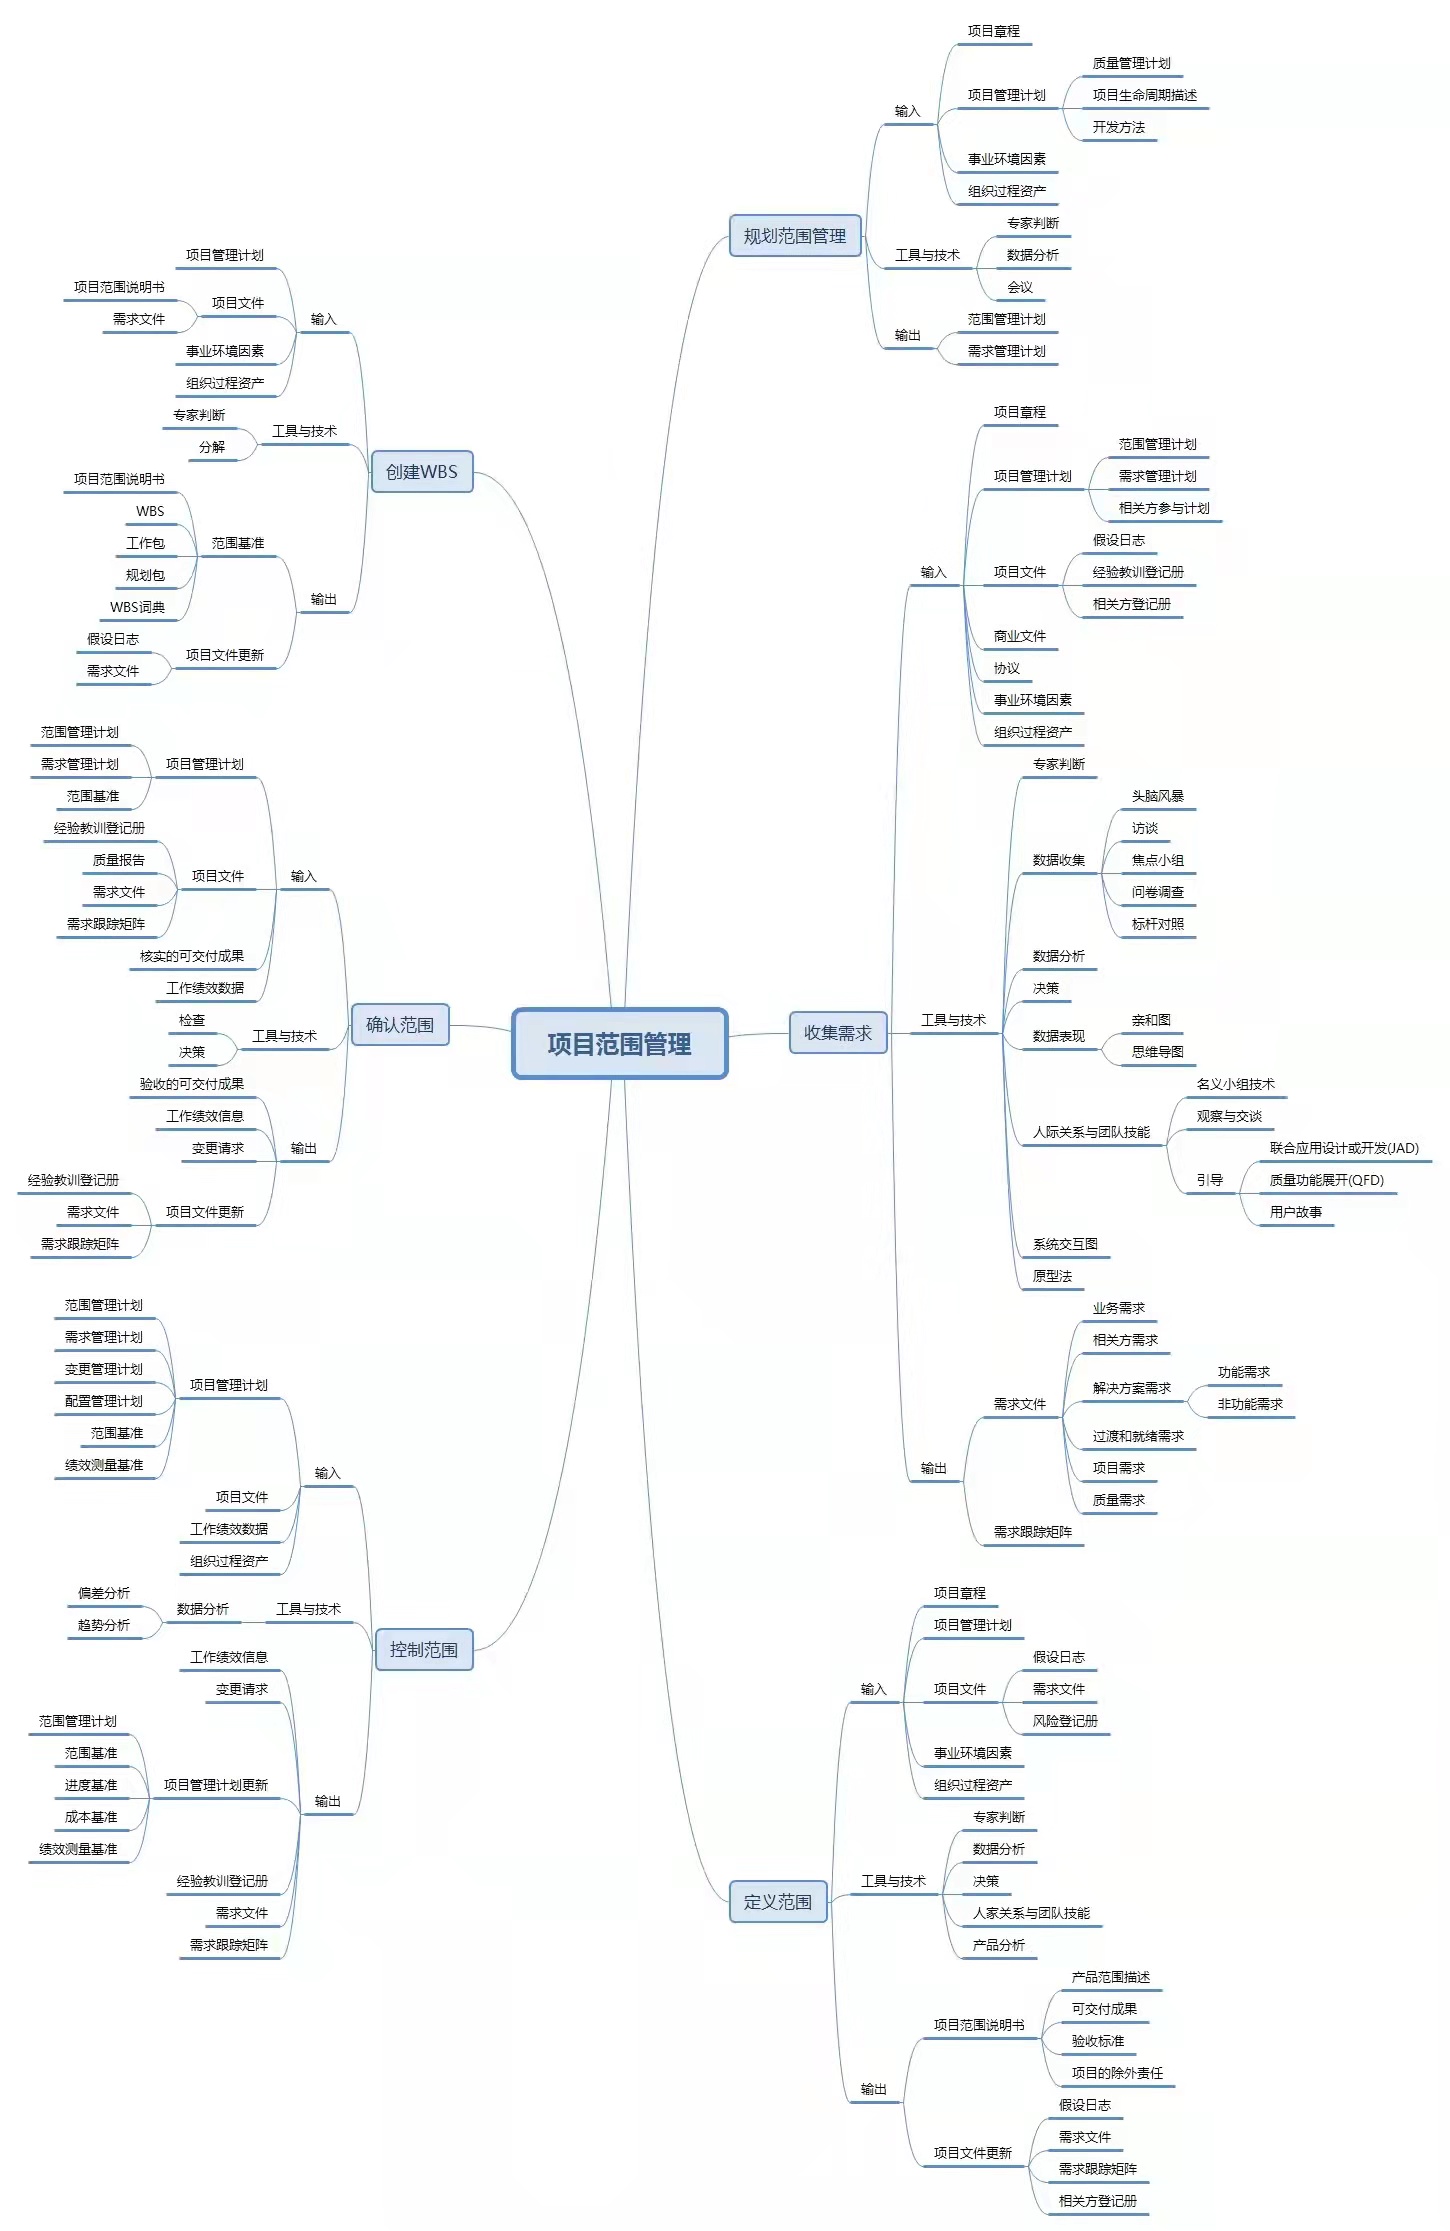 项目范围管理
规划范围管理
输入
项目章程
项目管理计划
质量管理计划
项目生命周期描述
开发方法
事业环境因素
组织过程资产
工具与技术
专家判断
数据分析
会议
输出
范围管理计划
需求管理计划
收集需求
输入
项目章程
项目管理计划
范围管理计划
需求管理计划
相关方参与计划
项目文件
假设日志
经验教训登记册
相关方登记册
商业文件
协议
事业环境因素
组织过程资产
工具与技术
专家判断
数据收集
头脑风暴
访谈
焦点小组
问卷调查
标杆对照
数据分析
决策
数据表现
亲和图
思维导图
人际关系与团队技能
名义小组技术
观察与交谈
引导
联合应用设计或开发(JAD)
质量功能展开(QFD)
用户故事
系统交互图
原型法
输出
需求文件
业务需求
相关方需求
解决方案需求
功能需求
非功能需求
过渡和就绪需求
项目需求
质量需求
需求跟踪矩阵
定义范围
输入
项目章程
项目管理计划
项目文件
假设日志
需求文件
风险登记册
事业环境因素
组织过程资产
工具与技术
专家判断
数据分析
决策
人家关系与团队技能
产品分析
输出
项目范围说明书
产品范围描述
可交付成果
验收标准
项目的除外责任
项目文件更新
假设日志
需求文件
需求跟踪矩阵
相关方登记册
创建WBS
输入
项目管理计划
项目文件
项目范围说明书
需求文件
事业环境因素
组织过程资产
工具与技术
专家判断
分解
输出
范围基准
项目范围说明书
WBS
工作包
规划包
WBS词典
项目文件更新
假设日志
需求文件
确认范围
输入
项目管理计划
范围管理计划
需求管理计划
范围基准
项目文件
经验教训登记册
质量报告
需求文件
需求跟踪矩阵
核实的可交付成果
工作绩效数据
工具与技术
检查
决策
输出
验收的可交付成果
工作绩效信息
变更请求
项目文件更新
经验教训登记册
需求文件
需求跟踪矩阵
控制范围
输入
项目管理计划
范围管理计划
需求管理计划
变更管理计划
配置管理计划
范围基准
绩效测量基准
项目文件
工作绩效数据
组织过程资产
工具与技术
数据分析
偏差分析
趋势分析
输出
工作绩效信息
变更请求
项目管理计划更新
范围管理计划
范围基准
进度基准
成本基准
绩效测量基准
经验教训登记册
需求文件
需求跟踪矩阵